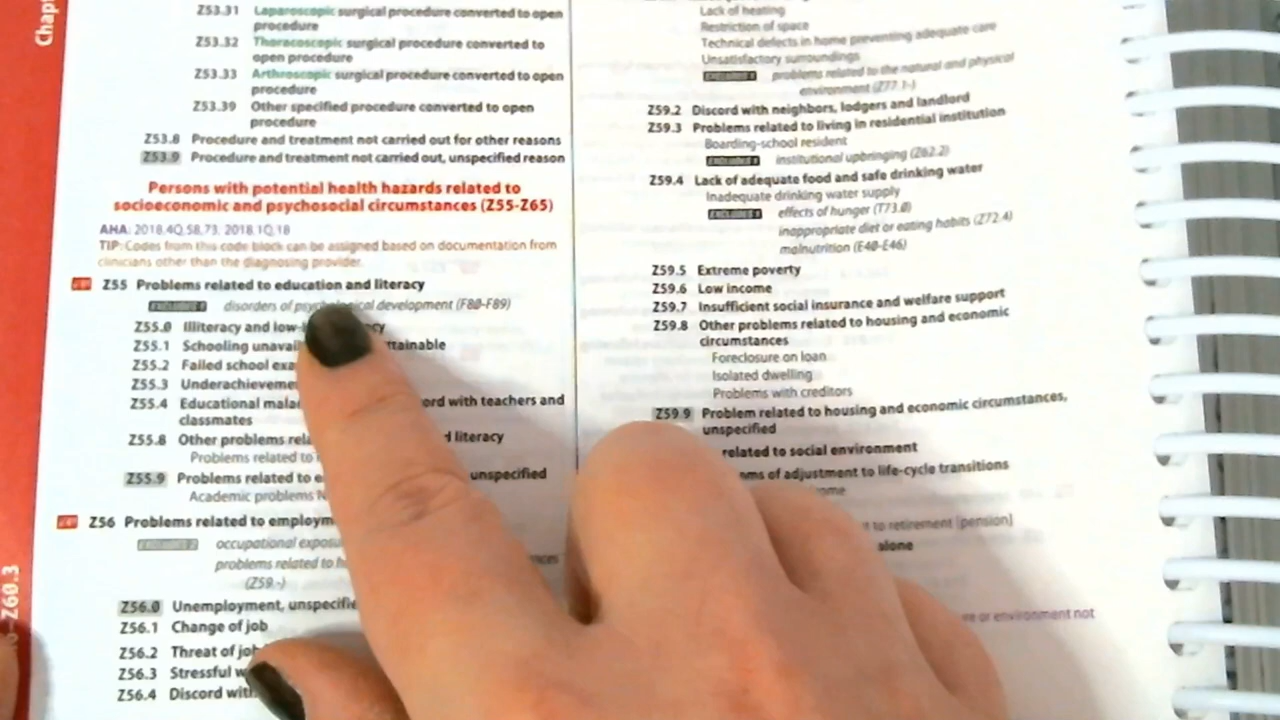 Chapt
Z53.31 Laparoscopic surgical procedure converted to open
procedure
Z53.32 Thoracoscopic surgical procedure converted to
open procedure
Z53.33 Arthroscopic surgical procedure converted to open
procedure
Z53.39 Other specified procedure converted to open
procedure
Z53.8 Procedure and treatment not carried out for other reasons
Z53.9 Procedure and treatment not carried out, unspecified reason
Persons with potential health hazards related to
socioeconomic and psychosocial circumstances (Z55-Z65)
AHA: 2018,4Q,58,73; 2018,1Q,18
TIP: Codes from this code block can be assigned based on documentation from
clinicians other than the diagnosing provider.
Z55 Problems related to education and literacy
disorders of psychological development (F80-F89)
Z55.0 Illiteracy and low-
Z55.1 Schooling unavai ttainable
Z55.2 Failed school exa
Z55.3 Underachieveme
Z55.4 Educational mala ord with teachers and
classmates
Z55.8 Other problems rela d literacy
Problems related to
Z55.9 Problems related to e unspecified
Academic problems N
Z56 Problems related to employm
EXCLUDES 2 occupational exposu
problems related to h nces
(Z59.-)
Z56.0 Unemployment, unspecifie
Z56.1 Change of job
Z56.2 Threat of job
Z56.3 Stressful w
Z56.4 Discord with
Z60.3
Lack of heating
Restriction of space
Technical defects in home preventing adequate care
Unsatisfactory surroundings
EXCLUDES 1 problems related to the natural and physical
environment (Z77.1-)
Z59.2 Discord with neighbors, lodgers and landlord
Z59.3 Problems related to living in residential institution
Boarding-school resident
EXCLUDES 1 institutional upbringing (Z62.2)
Z59.4 Lack of adequate food and safe drinking water
Inadequate drinking water supply
EXCLUDES 1 effects of hunger (T73.0)
inappropriate diet or eating habits (Z72.4)
malnutrition (E40-E46)
Z59.5 Extreme poverty
Z59.6 Low income
Z59.7 Insufficient social insurance and welfare support
Z59.8 Other problems related to housing and economic
circumstances
Foreclosure on loan
Isolated dwelling
Problems with creditors
Z59.9 Problem related to housing and economic circumstances,
unspecified
related to social environment
ms of adjustment to life-cycle transitions
ome
t to retirement [pension]
alone
re or environment not